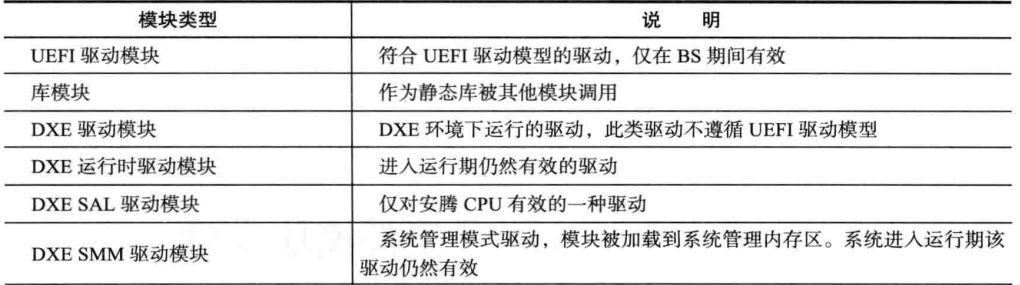 模块类型 说 明
UEFI 驱动模块 符合 UEFI 驱动模型的驱动，仅在 BS 期间有效
库模块 作为静态库被其他模块调用
DXE 驱动模块 DXE 环境下运行的驱动，此类驱动不遵循 UEFI 驱动模型
DXE 运行时驱动模块 进入运行期仍然有效的驱动
DXE SAL 驱动模块 仅对安腾 CPU 有效的一种驱动
DXE SMM 驱动模块 系统管理模式驱动，模块被加载到系统管理内存区。系统进入运行期该
驱动仍然有效